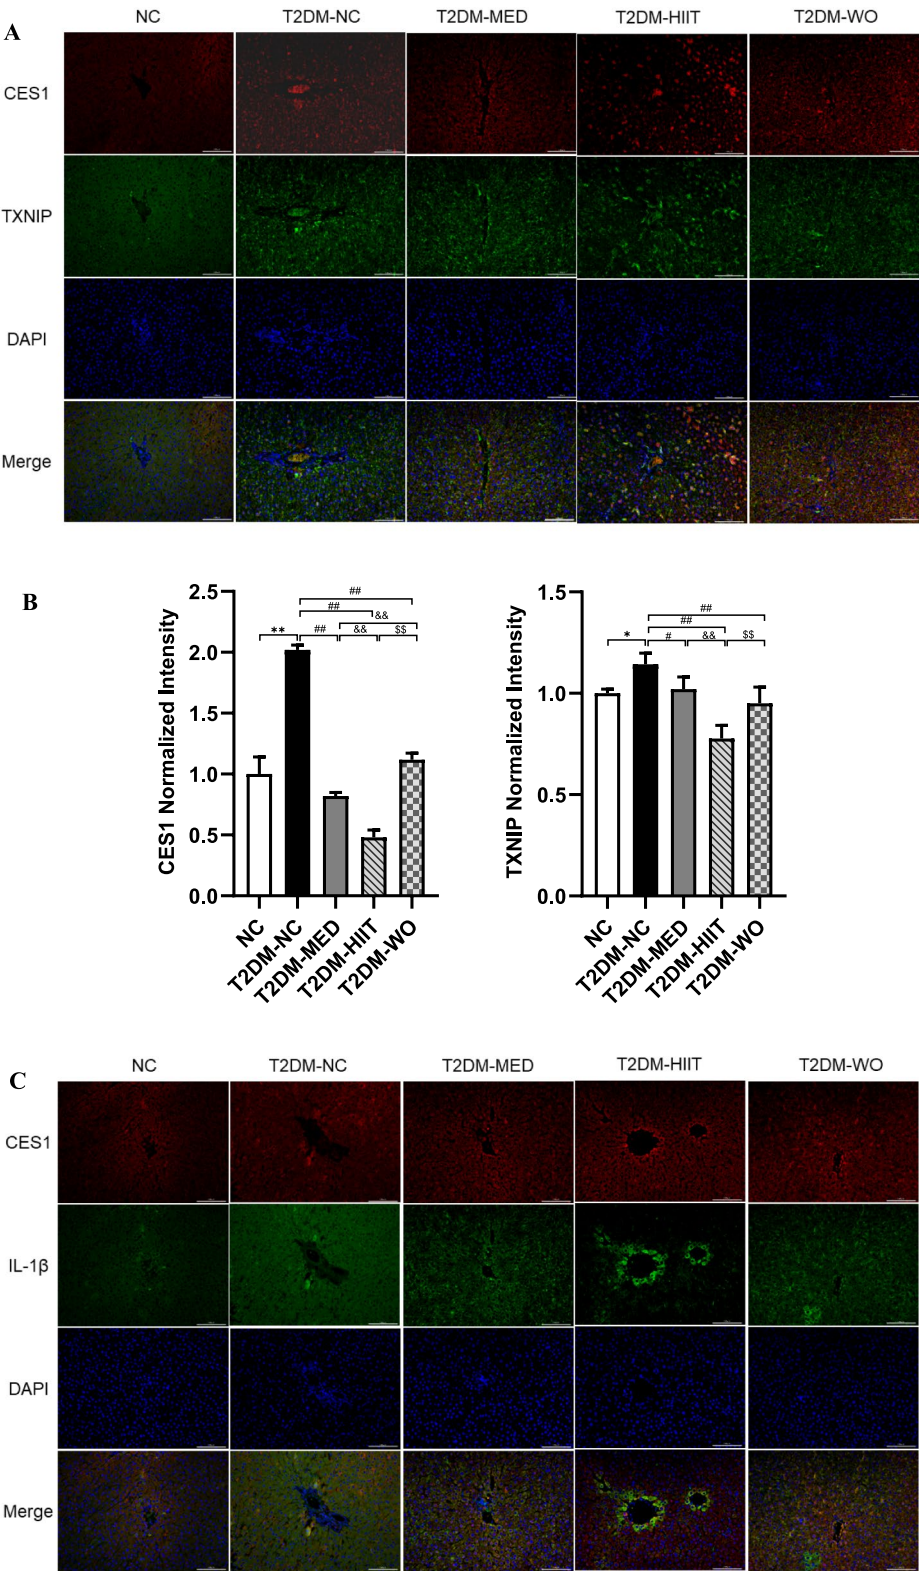 A
NC T2DM-NC T2DM-MED T2DM-HIIT T2DM-WO
CES1
TXNIP
DAPI
Merge
B
CES1 Normalized Intensity
2.5
2.0
1.5
1.0
0.5
0.0
##
##
&&
** ## && $$
NC T2DM-NC T2DM-MED T2DM-HIIT T2DM-WO
TXNIP Normalized Intensity
1.5
1.0
0.5
0.0
##
##
* # && $$
NC T2DM-NC T2DM-MED T2DM-HIIT T2DM-WO
C
NC T2DM-NC T2DM-MED T2DM-HIIT T2DM-WO
CES1
IL-1β
DAPI
Merge